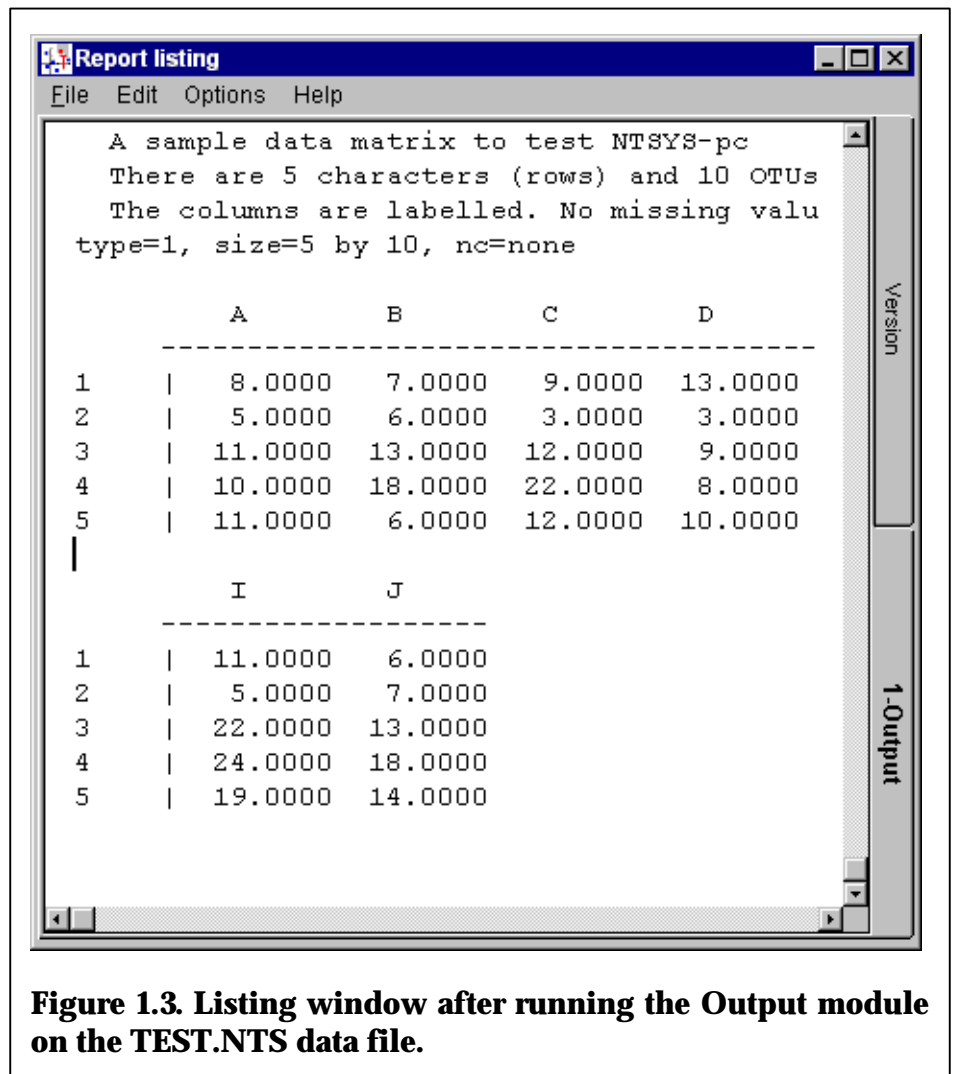 Report listing
File Edit Options Help
A sample data matrix to test NTSYS-pc
There are 5 characters (rows) and 10 OTUs
The columns are labelled. No missing valu
type=1, size=5 by 10, nc=none
A B C D
---------------------------------------
1 | 8.0000 7.0000 9.0000 13.0000
2 | 5.0000 6.0000 3.0000 3.0000
3 | 11.0000 13.0000 12.0000 9.0000
4 | 10.0000 18.0000 22.0000 8.0000
5 | 11.0000 6.0000 12.0000 10.0000
I J
-------------------
1 | 11.0000 6.0000
2 | 5.0000 7.0000
3 | 22.0000 13.0000
4 | 24.0000 18.0000
5 | 19.0000 14.0000
Version
1-Output
Figure 1.3. Listing window after running the Output module
on the TEST.NTS data file.